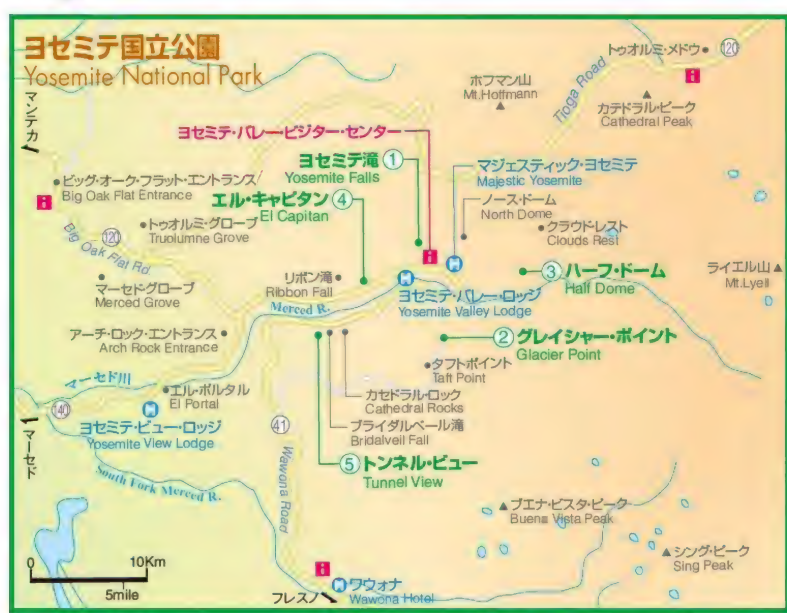 ヨセミテ国立公園
Yosemite National Park
マンテカ
トゥオルミ・メドウ
120
Tioga Road
ホフマン山
Mt.Hoffmann
カテドラル・ピーク
Cathedral Peak
ヨセミテ・バレー・ビジター・センター
ヨセミテ滝 ①
Yosemite Falls
マジェスティック・ヨセミテ
Majestic Yosemite
ビッグ・オーク・フラット・エントランス
Big Oak Flat Entrance
エル・キャピタン ④
El Capitan
ノース・ドーム
North Dome
トゥオルミ・グローブ
Truolumne Grove
クラウド・レスト
Clouds Rest
120
Big Oak Flat Rd.
マーセド・グローブ
Merced Grove
リボン滝
Ribbon Fall
③ ハーフ・ドーム
Half Dome
ライエル山
Mt.Lyell
ヨセミテ・バレー・ロッジ
Yosemite Valley Lodge
Merced R.
アーチ・ロック・エントランス
Arch Rock Entrance
② グレイシャー・ポイント
Glacier Point
タフトポイント
Taft Point
マーセド川
エル・ポルタル
El Portal
カセドラル・ロック
Cathedral Rocks
140
ヨセミテ・ビュー・ロッジ
Yosemite View Lodge
41
ブライダルベール滝
Bridalveil Fall
マーセド
⑤ トンネル・ビュー
Tunnel View
Wawona Road
South Fork Merced R.
ブエナ・ビスタ・ピーク
Buena Vista Peak
シング・ピーク
Sing Peak
0 10Km
5mile
フレスノ
ワウォナ
Wawona Hotel